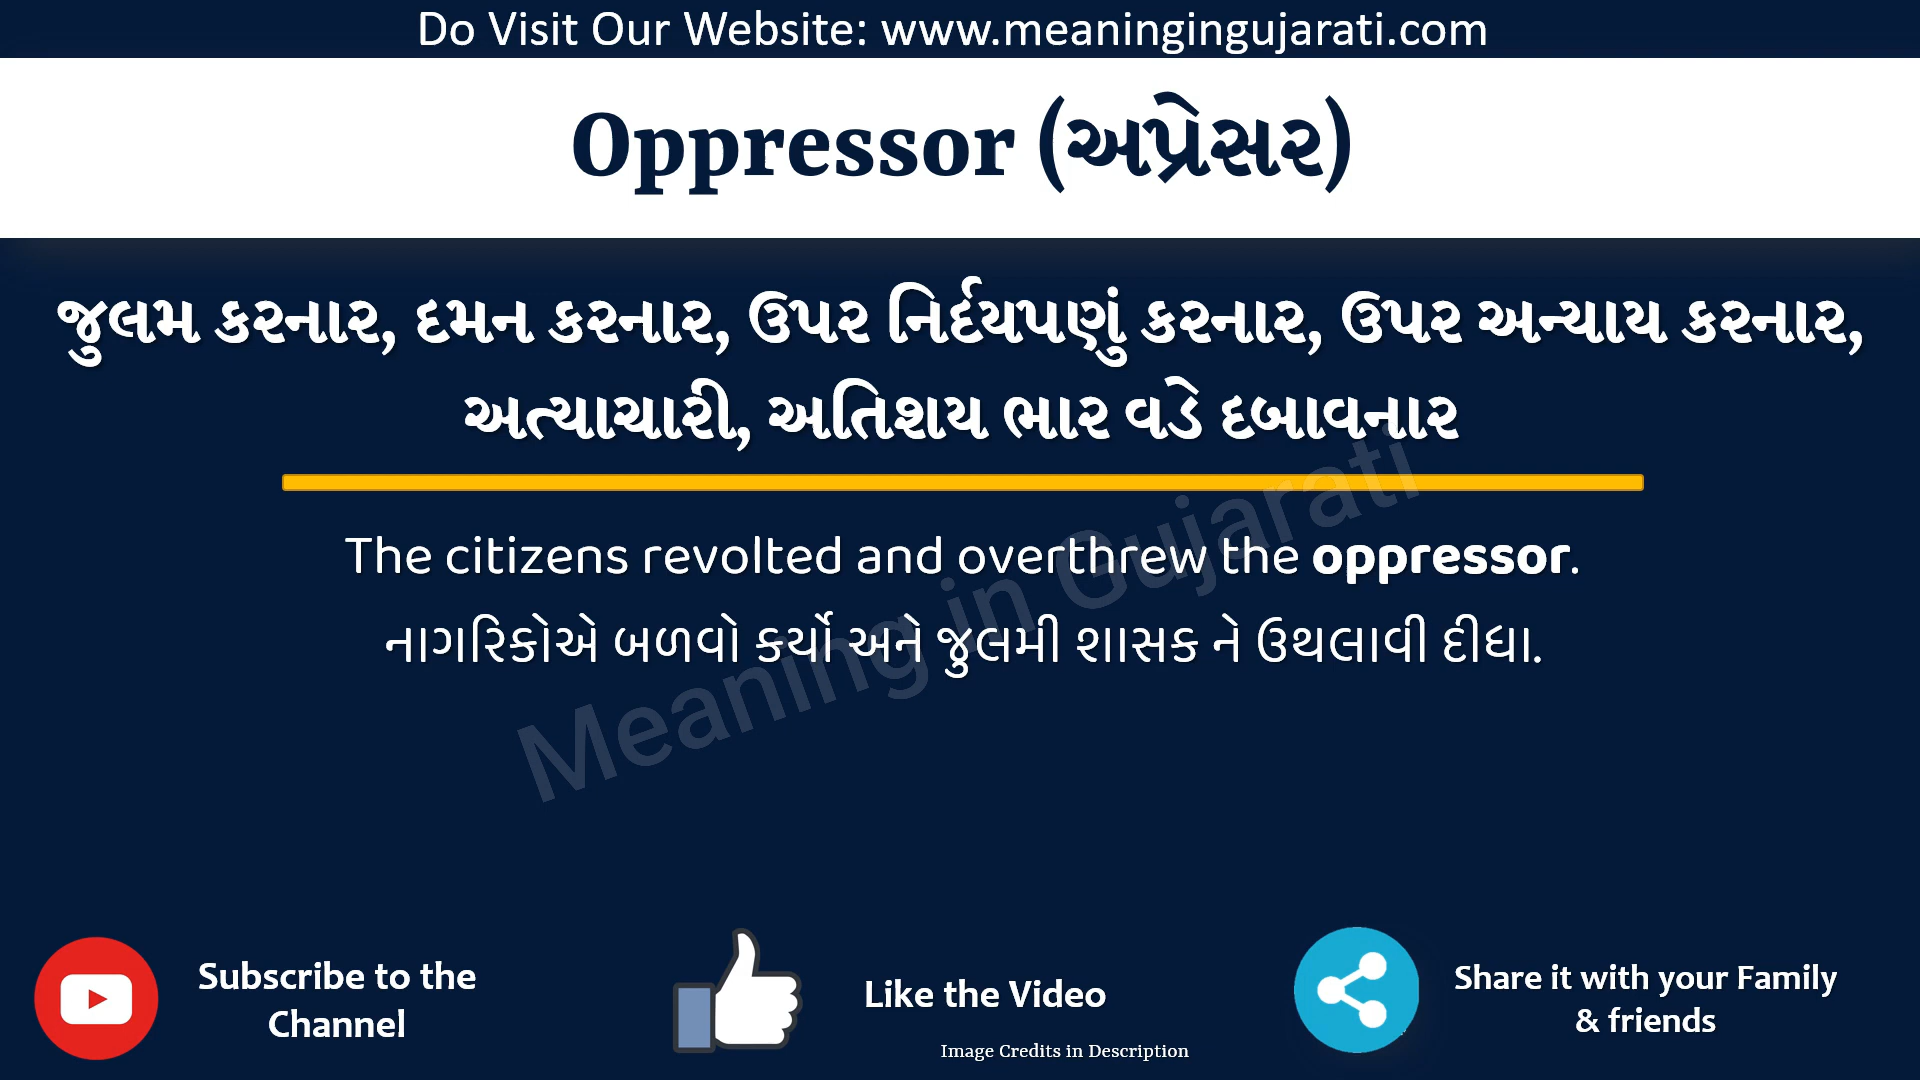 Do Visit Our Website: www.meaningingujarati.com
Oppressor (અપ્રેસર)
જુલમ કરનાર, દમન કરનાર, ઉપર નિર્દયપણું કરનાર, ઉપર અન્યાય કરનાર,
અત્યાચારી, અતિશય ભાર વડે દબાવનાર
The citizens revolted and overthrew the oppressor.
નાગરિકોએ બળવો કર્યો અને જુલમી શાસક ને ઉથલાવી દીધા.
Meaning in Gujarati
Subscribe to the
Channel
Like the Video
Share it with your Family
& friends
Image Credits in Description